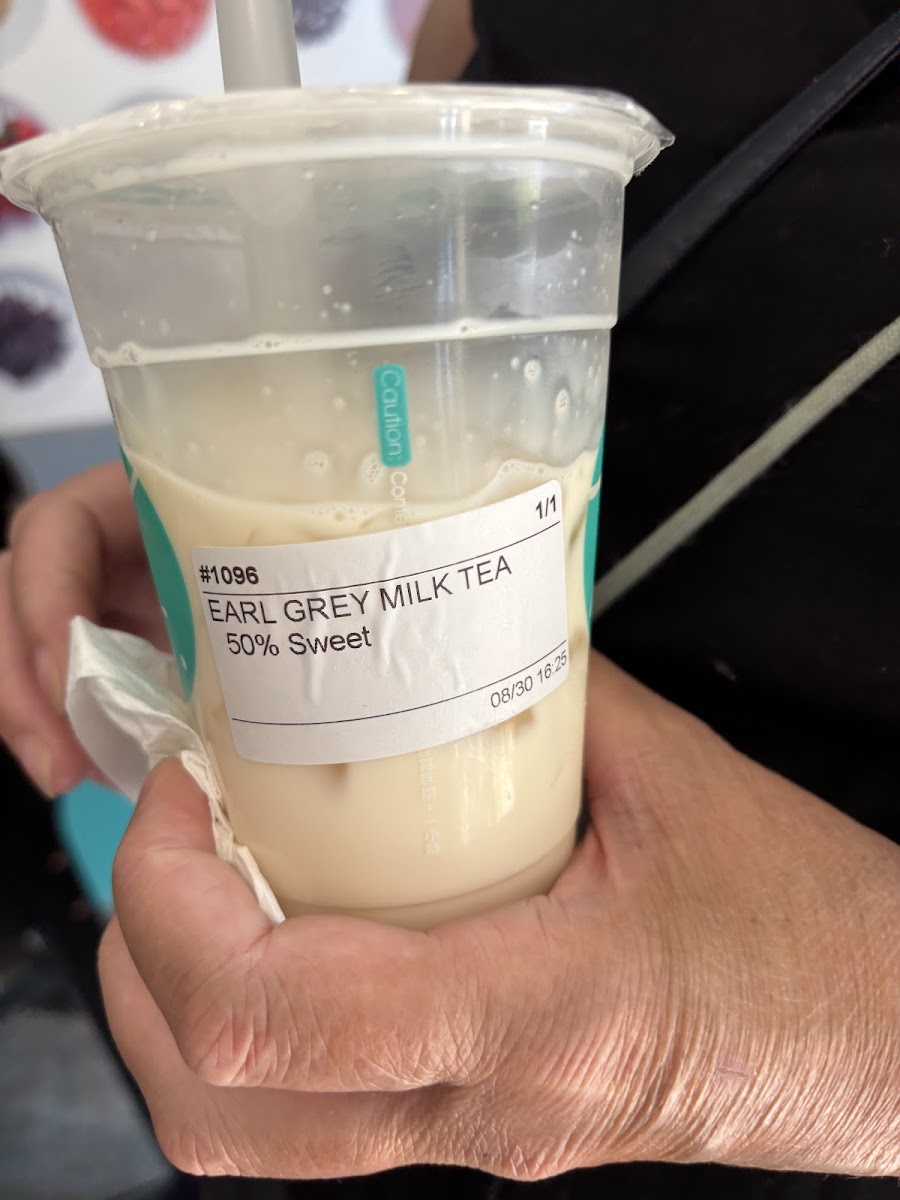 Caution:
1/1
#1096
EARL GREY MILK TEA
50% Sweet
08/30 16:25